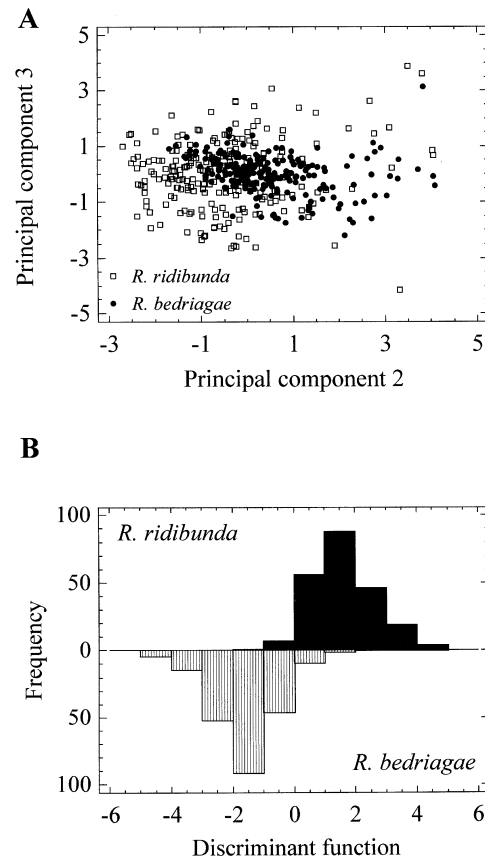 A
5
3
1
-1
-3
-5
Principal component 3
R. ridibunda
R. bedriagae
-3 -1 1 3 5
Principal component 2
B
100
50
0
50
100
Frequency
R. ridibunda
R. bedriagae
-6 -4 -2 0 2 4 6
Discriminant function